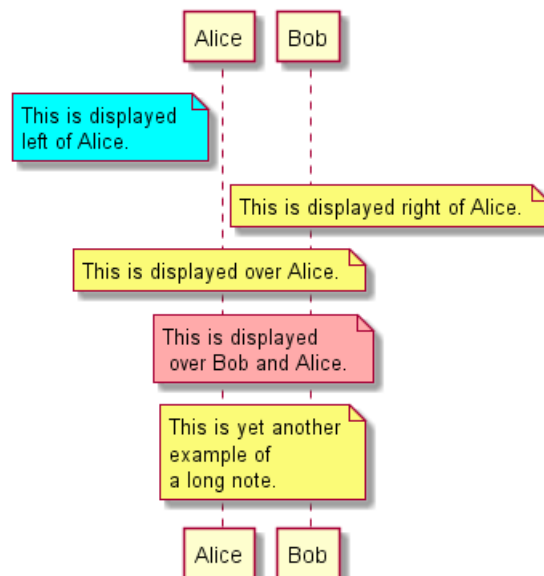 Alice Bob
This is displayed
left of Alice.
This is displayed right of Alice.
This is displayed over Alice.
This is displayed
over Bob and Alice.
This is yet another
example of
a long note.
Alice Bob